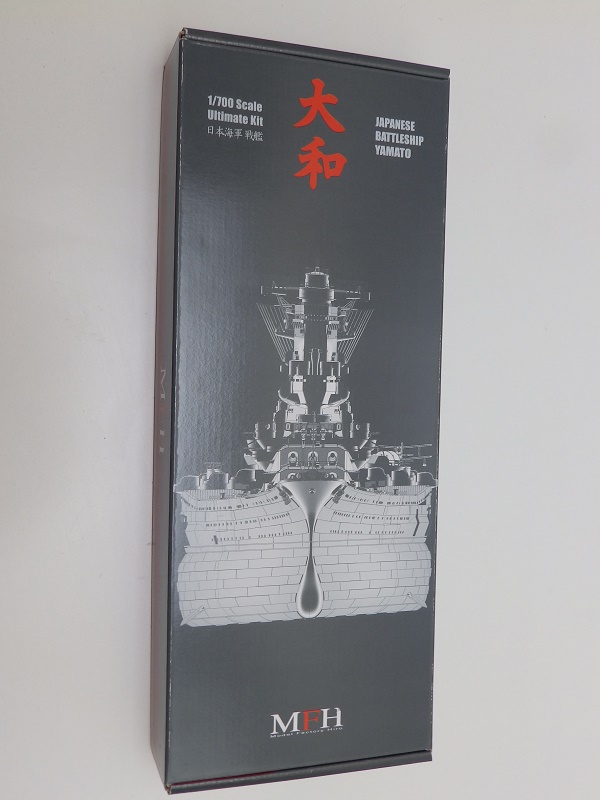 1/700 Scale
Ultimate Kit
日本海軍 戦艦
大和
JAPANESE
BATTLESHIP
YAMATO
MFH
Model Factory Hiro